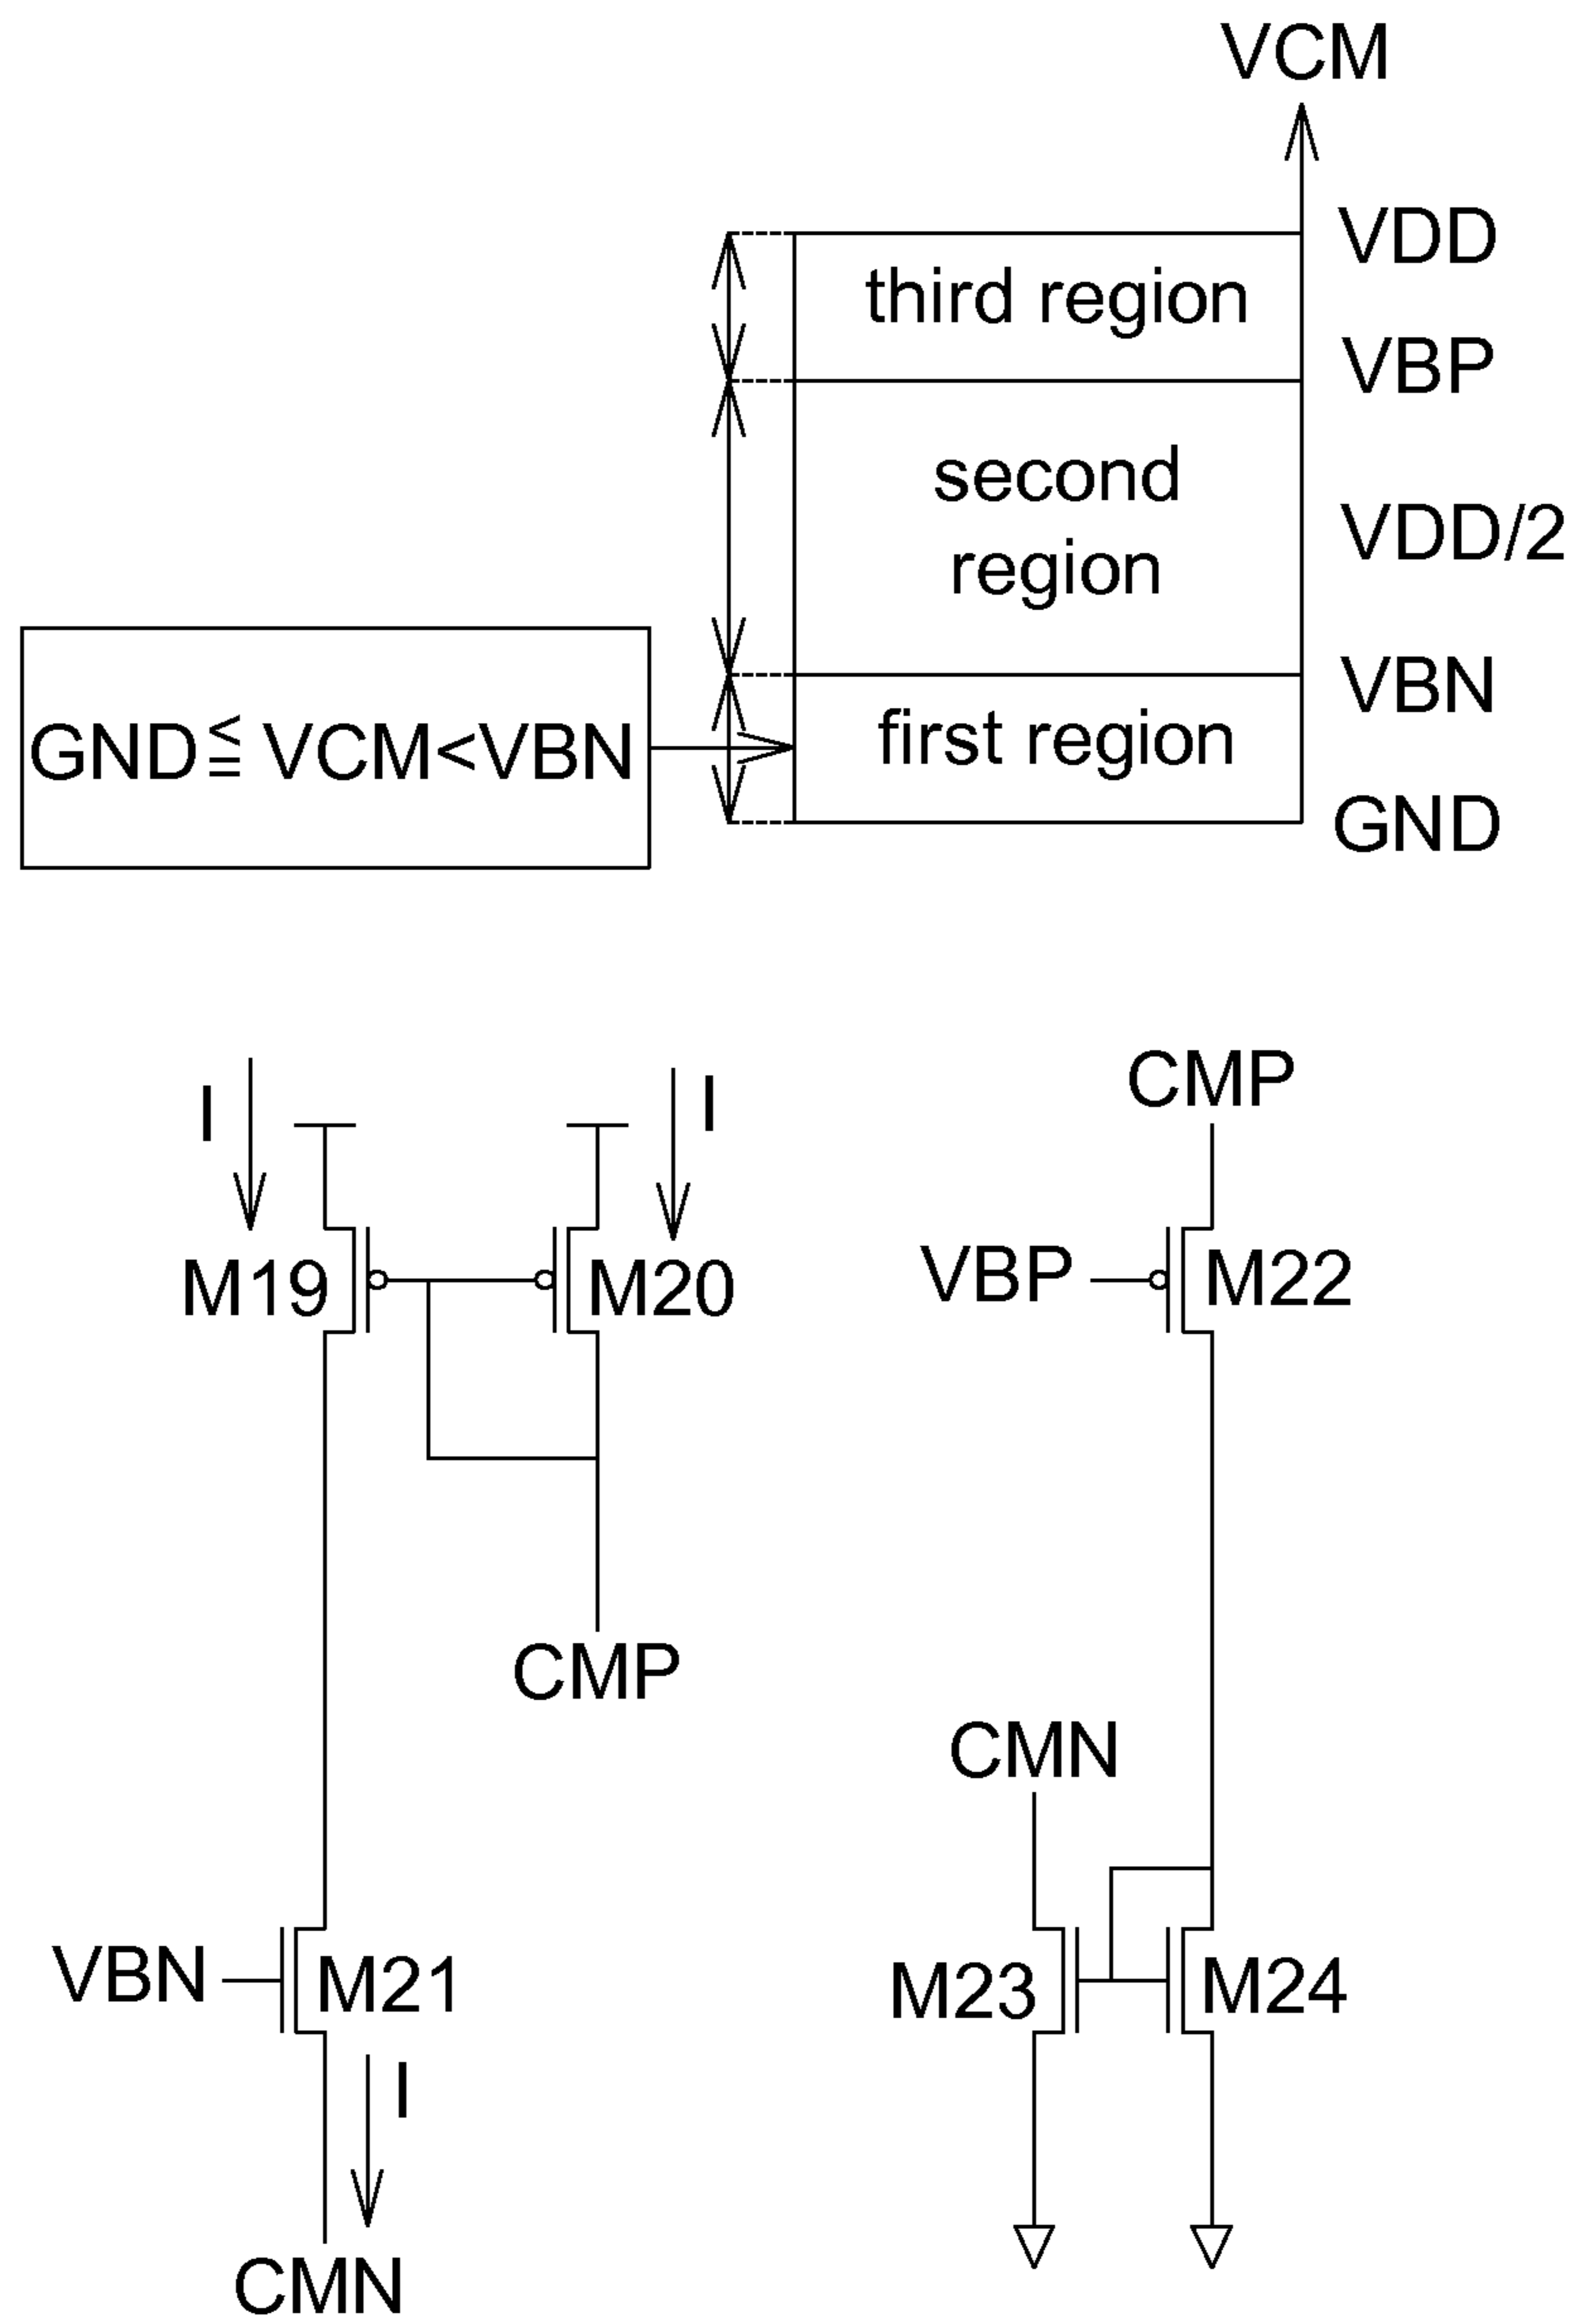 VCM
VDD
third region
VBP
second
region
VDD/2
VBN
GND≦ VCM<VBN
first region
GND
I
I
CMP
M19
M20
VBP
M22
CMP
CMN
VBN
M21
M23
M24
I
CMN